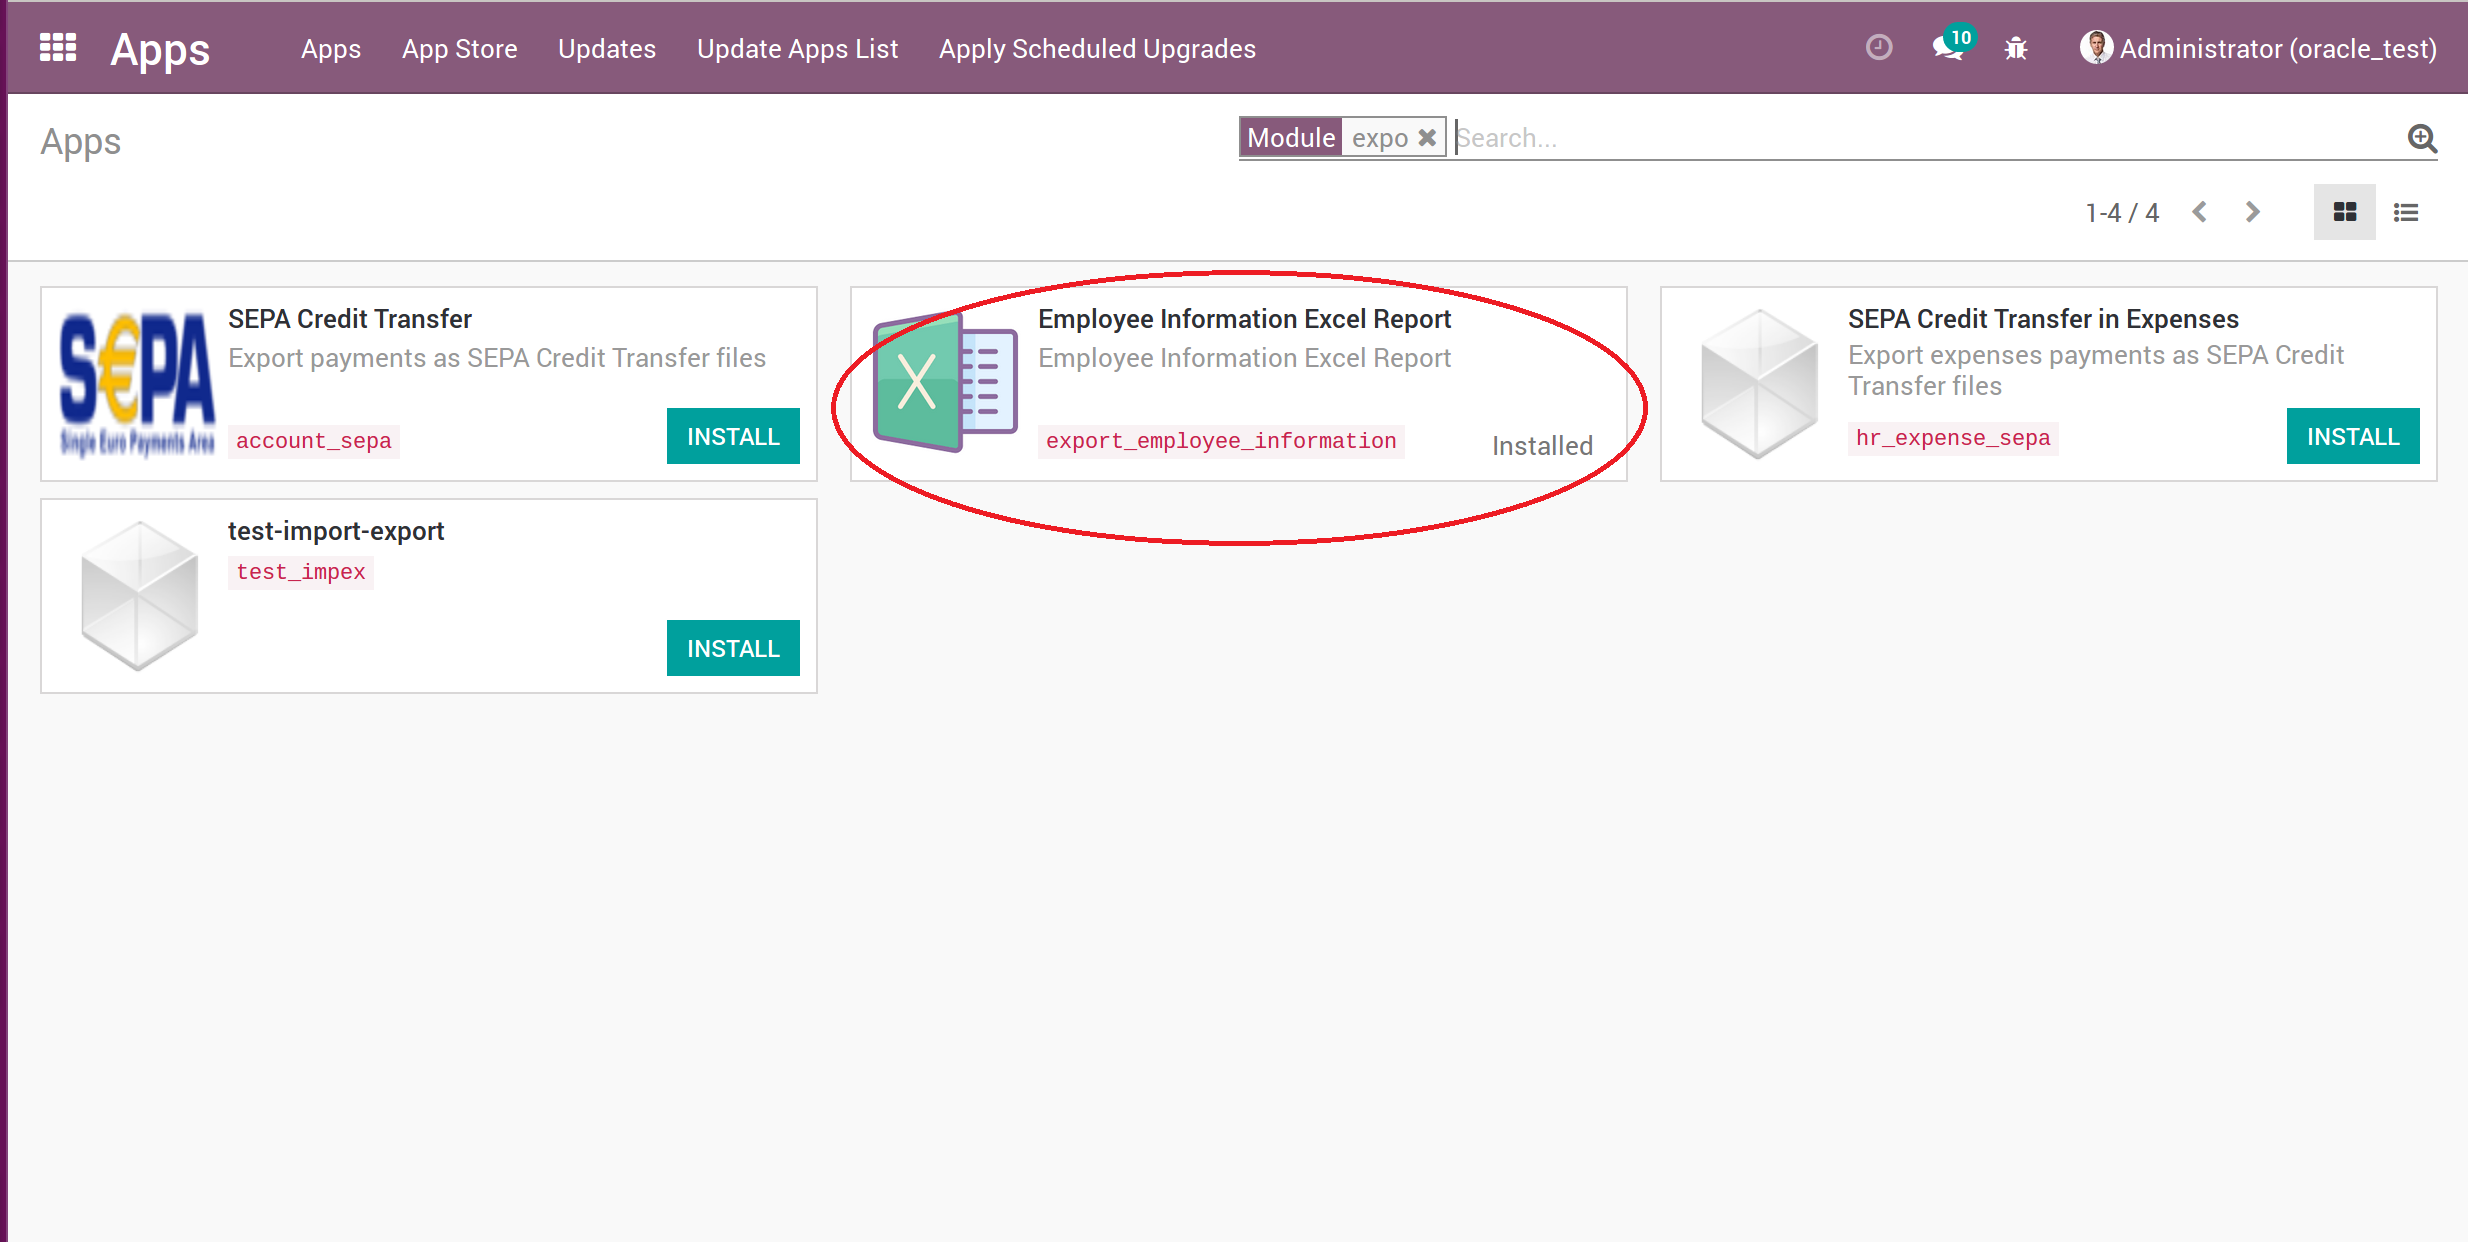 Apps Apps App Store Updates Update Apps List Apply Scheduled Upgrades 10 Administrator (oracle_test)
Apps Module expo Search...
1-4 / 4
SEPA Credit Transfer
Export payments as SEPA Credit Transfer files
SEPA
Single Euro Payments Area
account_sepa
INSTALL
Employee Information Excel Report
Employee Information Excel Report
X
export_employee_information
Installed
SEPA Credit Transfer in Expenses
Export expenses payments as SEPA Credit
Transfer files
hr_expense_sepa
INSTALL
test-import-export
test_impex
INSTALL